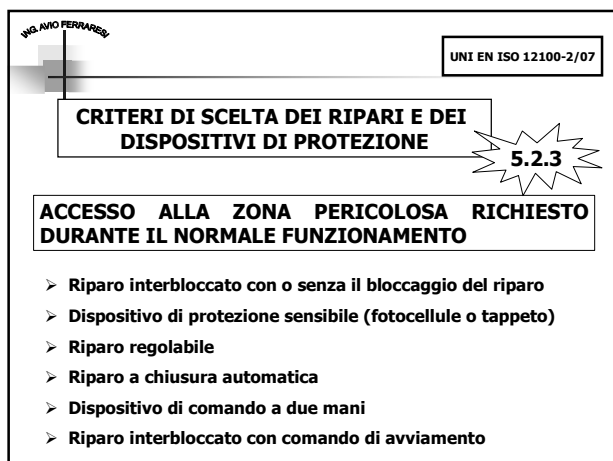 ING. AVIO FERRARESI
UNI EN ISO 12100-2/07
CRITERI DI SCELTA DEI RIPARI E DEI
DISPOSITIVI DI PROTEZIONE
5.2.3
ACCESSO ALLA ZONA PERICOLOSA RICHIESTO
DURANTE IL NORMALE FUNZIONAMENTO
➢ Riparo interbloccato con o senza il bloccaggio del riparo
➢ Dispositivo di protezione sensibile (fotocellule o tappeto)
➢ Riparo regolabile
➢ Riparo a chiusura automatica
➢ Dispositivo di comando a due mani
➢ Riparo interbloccato con comando di avviamento